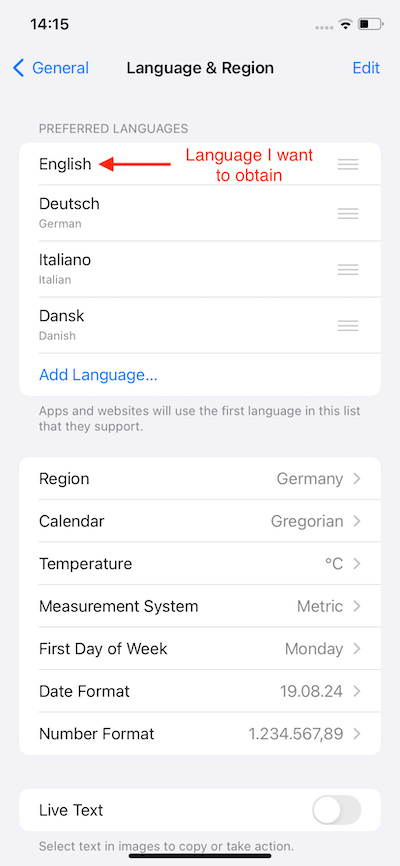 14:15
General
Language & Region
Edit
PREFERRED LANGUAGES
English
Language I want
to obtain
Deutsch
German
Italiano
Italian
Dansk
Danish
Add Language...
Apps and websites will use the first language in this list
that they support.
Region Germany
Calendar Gregorian
Temperature °C
Measurement System Metric
First Day of Week Monday
Date Format 19.08.24
Number Format 1.234.567,89
Live Text
Select text in images to copy or take action.